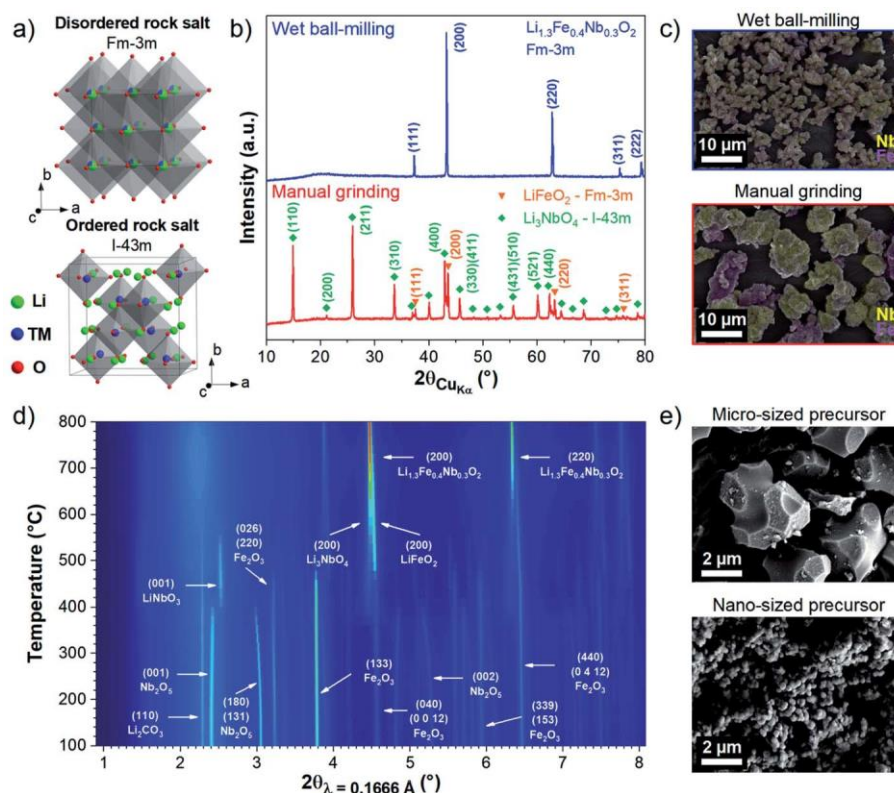 a)
Disordered rock salt
Fm-3m
b
c
a
Ordered rock salt
I-43m
Li
TM
O
b
c
a
b)
Wet ball-milling
Li1.3Fe0.4Nb0.3O2
Fm-3m
(111)
(200)
(220)
(311)
(222)
Manual grinding
LiFeO2 - Fm-3m
Li3NbO4 - I-43m
(110)
(200)
(211)
(310)
(111)
(400)
(200)
(330)(411)
(431)(510)
(521)
(440)
(220)
(311)
Intensity (a.u.)
10 20 30 40 50 60 70 80
2θCuKα (°)
c)
Wet ball-milling
Nb
10 µm
Manual grinding
Nb
10 µm
d)
Temperature (°C)
800
700
600
500
400
300
200
100
(200)
Li1.3Fe0.4Nb0.3O2
(220)
Li1.3Fe0.4Nb0.3O2
(026)
(220)
Fe2O3
(200)
Li3NbO4
(200)
LiFeO2
(001)
LiNbO3
(001)
Nb2O5
(133)
Fe2O3
(002)
Nb2O5
(440)
(0 4 12)
Fe2O3
(110)
Li2CO3
(180)
(131)
Nb2O5
(040)
(0 0 12)
Fe2O3
(339)
(153)
Fe2O3
1 2 3 4 5 6 7 8
2θλ = 0.1666 Å (°)
e)
Micro-sized precursor
2 µm
Nano-sized precursor
2 µm